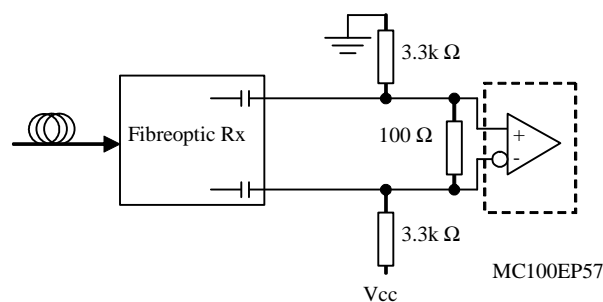 3.3k Ω
Fibreoptic Rx
100 Ω
+
-
3.3k Ω
MC100EP57
Vcc